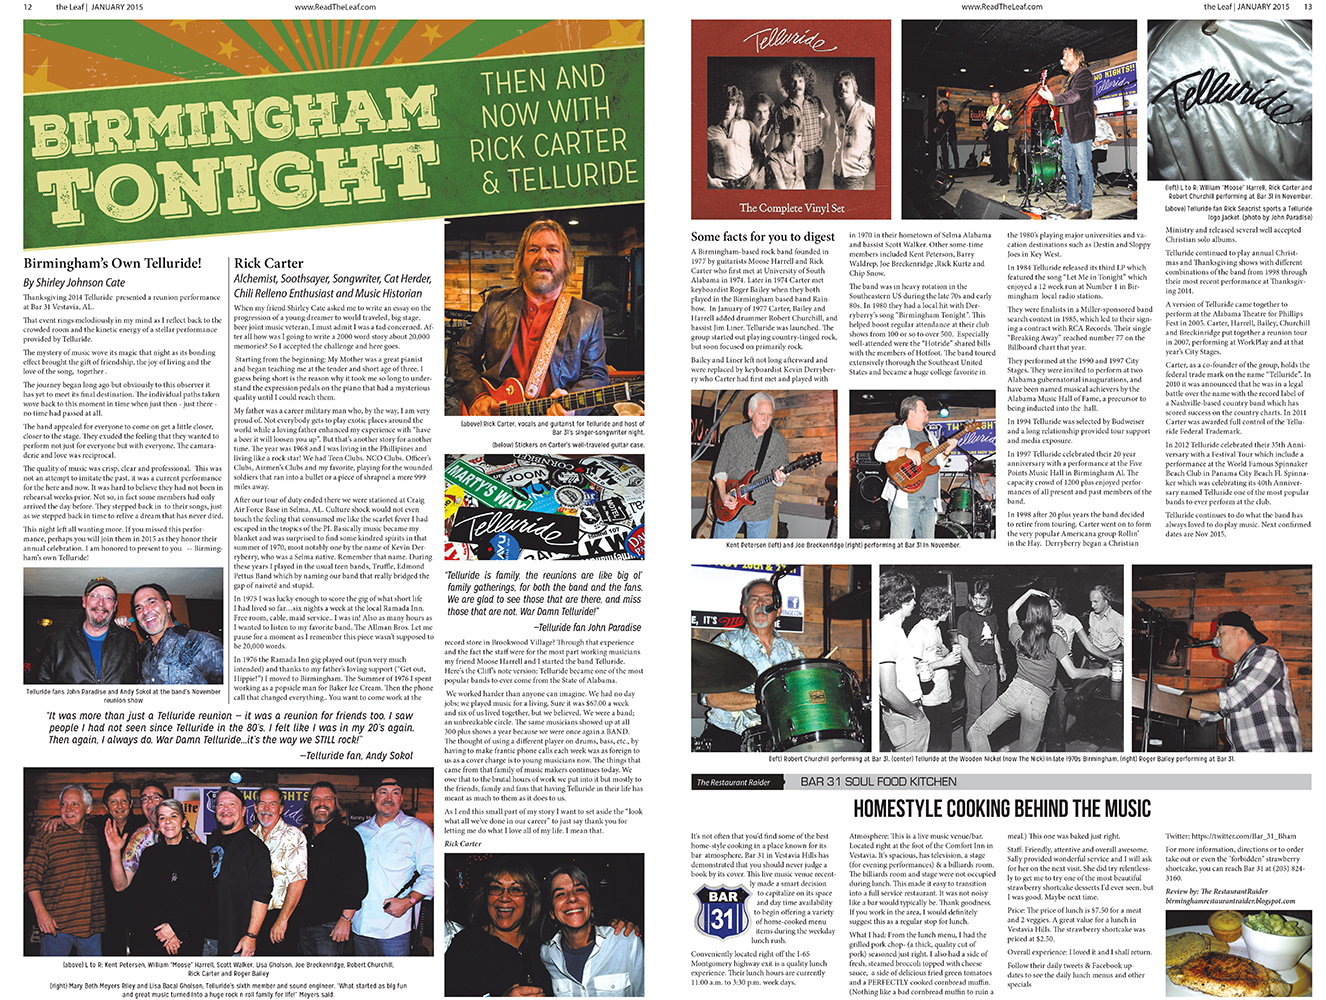 12 the Leaf | JANUARY 2015
www.ReadTheLeaf.com
BIRMINGHAM
TONIGHT
THEN AND
NOW WITH
RICK CARTER
& TELLURIDE
Birmingham's Own Telluride!
By Shirley Johnson Cate
Thanksgiving 2014 Telluride presented a reunion performance
at Bar 31 Vestavia, AL.
That event rings melodiously in my mind as I reflect back to the
crowded room and the kinetic energy of a stellar performance
provided by Telluride.
The mystery of music wove its magic that night as its bonding
effect brought the gift of friendship, the joy of living and the
love of the song, together.
The journey began long ago but obviously to this observer it
has yet to meet its final destination. The individual paths taken
wove back to this moment in time when just then - just there -
no time had passed at all.
The band appealed for everyone to come on get a little closer,
closer to the stage. They exuded the feeling that they wanted to
perform not just for everyone but with everyone. The camara-
derie and love was reciprocal.
The quality of music was crisp, clear and professional. This was
not an attempt to imitate the past, it was a current performance
for the here and now. It was hard to believe they had not been in
rehearsal weeks prior. Not so, in fact some members had only
arrived the day before. They stepped back in to their songs, just
as we stepped back in time to relive a dream that has never died.
This night left all wanting more. If you missed this perfor-
mance, perhaps you will join them in 2015 as they honor their
annual celebration. I am honored to present to you -- Birming-
ham's own Telluride!
Telluride fans John Paradise and Andy Sokol at the band's November
reunion show
Rick Carter
Alchemist, Soothsayer, Songwriter, Cat Herder,
Chili Relleno Enthusiast and Music Historian
When my friend Shirley Cate asked me to write an essay on the
progression of a young dreamer to world traveled, big stage,
beer joint music veteran, I must admit I was a tad concerned. Af-
ter all how was I going to write a 2000 word story about 20,000
memories? So I accepted the challenge and here goes.
Starting from the beginning: My Mother was a great pianist
and began teaching me at the tender and short age of three. I
guess being short is the reason why it took me so long to under-
stand the expression pedals on the piano that had a mysterious
quality until I could reach them.
My father was a career military man who, by the way, I am very
proud of. Not everybody gets to play exotic places around the
world while a loving father enhanced my experience with "have
a beer it will loosen you up". But that's another story for another
time. The year was 1968 and I was living in the Phillipines and
living like a rock star! We had Teen Clubs, NCO Clubs, Officer's
Clubs, Airmen's Clubs and my favorite, playing for the wounded
soldiers that ran into a bullet or a piece of shrapnel a mere 999
miles away.
After our tour of duty ended there we were stationed at Craig
Air Force Base in Selma, AL. Culture shock would not even
touch the feeling that consumed me like the scarlet fever I had
escaped in the tropics of the PI. Basically music became my
blanket and was surprised to find some kindred spirits in that
summer of 1970, most notably one by the name of Kevin Der-
ryberry, who was a Selma native. Remember that name. During
these years I played in the usual teen bands, Truffle, Edmond
Pettus Band which by naming our band that really bridged the
gap of naiveté and stupid.
In 1975 I was lucky enough to score the gig of what short life
I had lived so far…six nights a week at the local Ramada Inn.
Free room, cable, maid service.. I was in! Also as many hours as
I wanted to listen to my favorite band, The Allman Bros. Let me
pause for a moment as I remember this piece wasn't supposed to
be 20,000 words.
In 1976 the Ramada Inn gig played out (pun very much
intended) and thanks to my father's loving support ("Get out,
Hippie!") I moved to Birmingham. The Summer of 1976 I spent
working as a popsicle man for Baker Ice Cream. Then the phone
call that changed everything.. You want to come work at the
(above) Rick Carter, vocals and guitarist for Telluride and host of
Bar 31's singer-songwriter night.
(below) Stickers on Carter's well-traveled guitar case.
MARTY'S
Telluride
"Telluride is family, the reunions are like big ol'
family gatherings, for both the band and the fans.
We are glad to see those that are there, and miss
those that are not. War Damn Telluride!"
—Telluride fan John Paradise
record store in Brookwood Village? Through that experience
and the fact the staff were for the most part working musicians
my friend Moose Harrell and I started the band Telluride.
Here's the Cliff's note version: Telluride became one of the most
popular bands to ever come from the State of Alabama.
We worked harder than anyone can imagine. We had no day
jobs; we played music for a living. Sure it was $67.00 a week
and six of us lived together, but we believed. We were a band;
an unbreakable circle. The same musicians showed up at all
300 plus shows a year because we were once again a BAND.
The thought of using a different player on drums, bass, etc., by
having to make frantic phone calls each week was as foreign to
us as a cover charge is to young musicians now. The things that
came from that family of music makers continues today. We
owe that to the brutal hours of work we put into it but mostly to
the friends, family and fans that having Telluride in their life has
meant as much to them as it does to us.
As I end this small part of my story I want to set aside the "look
what all we've done in our career" to just say thank you for
letting me do what I love all of my life. I mean that.
Rick Carter
"It was more than just a Telluride reunion – it was a reunion for friends too. I saw
people I had not seen since Telluride in the 80's. I felt like I was in my 20's again.
Then again, I always do. War Damn Telluride...it's the way we STILL rock!"
—Telluride fan, Andy Sokol
(above) L to R: Kent Petersen, William "Moose" Harrell, Scott Walker, Lisa Gholson, Joe Breckenridge, Robert Churchill,
Rick Carter and Roger Bailey
(right) Mary Beth Meyers Riley and Lisa Bacal Gholson, Telluride's sixth member and sound engineer. "What started as big fun
and great music turned into a huge rock n roll family for life!" Meyers said.
www.ReadTheLeaf.com
the Leaf | JANUARY 2015 13
Telluride
The Complete Vinyl Set
Telluride
(left) L to R: William "Moose" Harrell, Rick Carter and
Robert Churchill performing at Bar 31 in November.
(above) Telluride fan Rick Seacrist sports a Telluride
logo jacket. (photo by John Paradise)
Some facts for you to digest
A Birmingham-based rock band founded in
1977 by guitarists Moose Harrell and Rick
Carter who first met at University of South
Alabama in 1974. Later in 1974 Carter met
keyboardist Roger Bailey when they both
played in the Birmingham based band Rain-
bow. In January of 1977 Carter, Bailey and
Harrell added drummer Robert Churchill, and
bassist Jim Liner. Telluride was launched. The
group started out playing country-tinged rock,
but soon focused on primarily rock.
Bailey and Liner left not long afterward and
were replaced by keyboardist Kevin Derryber-
ry who Carter had first met and played with
in 1970 in their hometown of Selma Alabama
and bassist Scott Walker. Other some-time
members included Kent Peterson, Barry
Waldrep, Joe Breckenridge ,Rick Kurtz and
Chip Snow.
The band was in heavy rotation in the
Southeastern US during the late 70s and early
80s. In 1980 they had a local hit with Der-
ryberry's song "Birmingham Tonight". This
helped boost regular attendance at their club
shows from 100 or so to over 500. Especially
well-attended were the "Hotride" shared bills
with the members of Hotfoot. The band toured
extensively through the Southeast United
States and became a huge college favorite in
the 1980's playing major universities and va-
cation destinations such as Destin and Sloppy
Joes in Key West.
In 1984 Telluride released its third LP which
featured the song "Let Me in Tonight" which
enjoyed a 12 week run at Number 1 in Bir-
mingham local radio stations.
They were finalists in a Miller-sponsored band
search contest in 1985, which led to their sign-
ing a contract with RCA Records. Their single
"Breaking Away" reached number 77 on the
Billboard chart that year.
They performed at the 1990 and 1997 City
Stages. They were invited to perform at two
Alabama gubernatorial inaugurations, and
have been named musical achievers by the
Alabama Music Hall of Fame, a precursor to
being inducted into the hall.
In 1994 Telluride was selected by Budweiser
and a long relationship provided tour support
and media exposure.
In 1997 Telluride celebrated their 20 year
anniversary with a performance at the Five
Points Music Hall in Birmingham Al. The
capacity crowd of 1200 plus enjoyed perfor-
mances of all present and past members of the
band.
In 1998 after 20 plus years the band decided
to retire from touring. Carter went on to form
the very popular Americana group Rollin'
in the Hay. Derryberry began a Christian
Ministry and released several well accepted
Christian solo albums.
Telluride continued to play annual Christ-
mas and Thanksgiving shows with different
combinations of the band from 1998 through
their most recent performance at Thanksgiv-
ing 2011.
A version of Telluride came together to
perform at the Alabama Theatre for Phillips
Fest in 2005. Carter, Harrell, Bailey, Churchill
and Breckinridge put together a reunion tour
in 2007, performing at WorkPlay and at that
year's City Stages.
Carter, as a co-founder of the group, holds the
federal trade mark on the name "Telluride". In
2010 it was announced that he was in a legal
battle over the name with the record label of
a Nashville-based country band which has
scored success on the country charts. In 2011
Carter was awarded full control of the Tellu-
ride Federal Trademark.
In 2012 Telluride celebrated their 35th Anni-
versary with a Festival Tour which include a
performance at the World Famous Spinnaker
Beach Club in Panama City Beach Fl. Spinna-
ker which was celebrating its 40th Anniver-
sary named Telluride one of the most popular
bands to ever perform at the club.
Telluride continues to do what the band has
always loved to do play music. Next confirmed
dates are Nov 2015.
Kent Petersen (left) and Joe Breckenridge (right) performing at Bar 31 in November.
(left) Robert Churchill performing at Bar 31, (center) Telluride at the Wooden Nickel (now The Nick) in late 1970s Birmingham, (right) Roger Bailey performing at Bar 31.
The Restaurant Raider BAR 31 SOUL FOOD KITCHEN
HOMESTYLE COOKING BEHIND THE MUSIC
It's not often that you'd find some of the best
home-style cooking in a place known for its
bar atmosphere. Bar 31 in Vestavia Hills has
demonstrated that you should never judge a
book by its cover. This live music venue recent-
ly made a smart decision
to capitalize on its space
and day time availability
to begin offering a variety
of home-cooked menu
items during the weekday
lunch rush.
BAR
31
Conveniently located right off the I-65
Montgomery highway exit is a quality lunch
experience. Their lunch hours are currently
11:00 a.m. to 3:30 p.m. week days.
Atmosphere: This is a live music venue/bar.
Located right at the foot of the Comfort Inn in
Vestavia. It's spacious, has television, a stage
(for evening performances) & a billiards room.
The billiards room and stage were not occupied
during lunch. This made it easy to transition
into a full service restaurant. It was not noisy
like a bar would typically be. Thank goodness.
If you work in the area, I would definitely
suggest this as a regular stop for lunch.
What I had: From the lunch menu, I had the
grilled pork chop- (a thick, quality cut of
pork) seasoned just right. I also had a side of
fresh, steamed broccoli topped with cheese
sauce, a side of delicious fried green tomatoes
and a PERFECTLY cooked cornbread muffin.
(Nothing like a bad cornbread muffin to ruin a
meal.) This one was baked just right.
Staff: Friendly, attentive and overall awesome.
Sally provided wonderful service and I will ask
for her on the next visit. She did try relentless-
ly to get me to try one of the most beautiful
strawberry shortcake desserts I'd ever seen, but
I was good. Maybe next time.
Price: The price of lunch is $7.50 for a meat
and 2 veggies. A great value for a lunch in
Vestavia Hills. The strawberry shortcake was
priced at $2.50.
Overall experience: I loved it and I shall return.
Follow their daily tweets & Facebook up-
dates to see the daily lunch menus and other
specials
Twitter: https://twitter.com/Bar_31_Bham
For more information, directions or to order
take out or even the "forbidden" strawberry
shortcake, you can reach Bar 31 at (205) 824-
3160.
Review by: The RestaurantRaider
birminghamrestaurantraider.blogspot.com